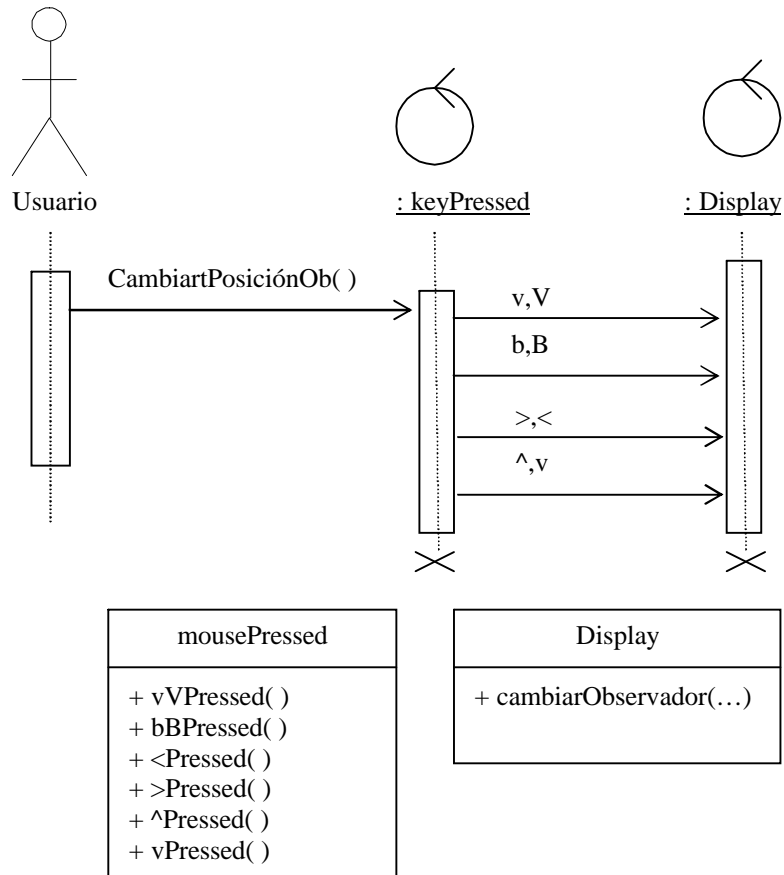 Usuario
: keyPressed
: Display
CambiartPosiciónOb( )
v,V
b,B
>,<
^,v
mousePressed
+ vVPressed( )
+ bBPressed( )
+ <Pressed( )
+ >Pressed( )
+ ^Pressed( )
+ vPressed( )
Display
+ cambiarObservador(…)